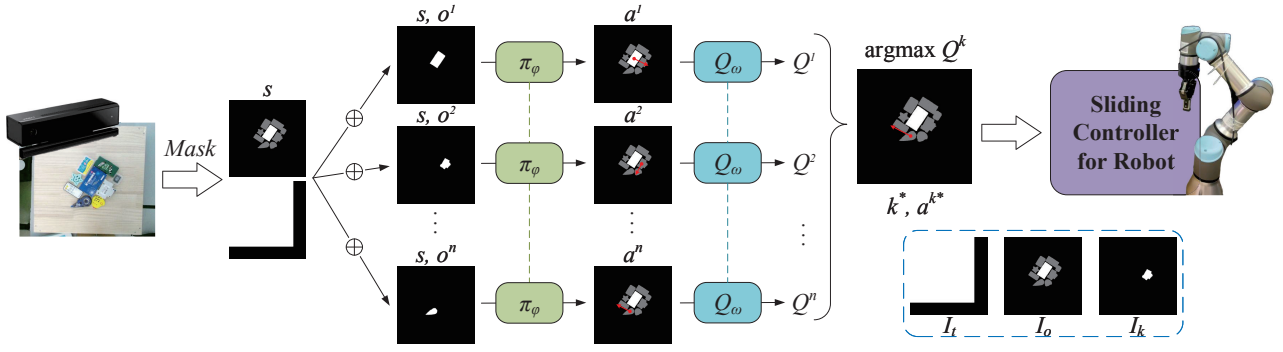 Mask
s
s, o¹
s, o²
⋮
s, oⁿ
π_φ
π_φ
π_φ
a¹
a²
⋮
aⁿ
Q_ω
Q_ω
Q_ω
Q¹
Q²
⋮
Qⁿ
argmax Qᵏ
k*, a^{k*}
Sliding
Controller
for Robot
I_t
I_o
I_k